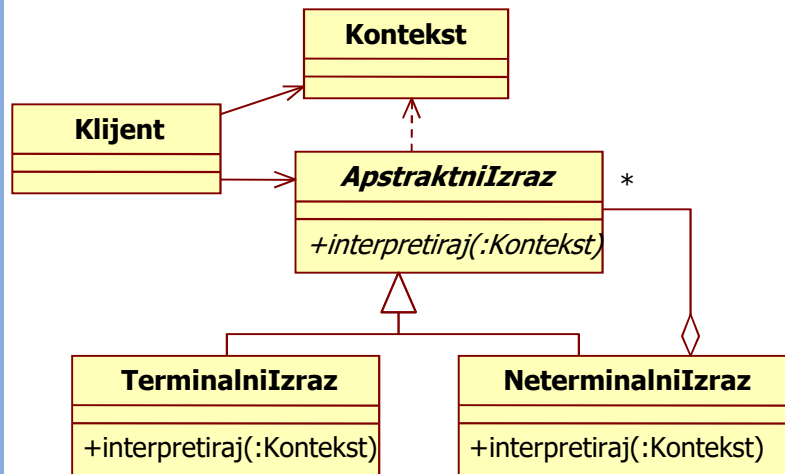 Kontekst
Klijent
ApstraktniIzraz
*
+interpretiraj(:Kontekst)
TerminalniIzraz
NeterminalniIzraz
+interpretiraj(:Kontekst)
+interpretiraj(:Kontekst)